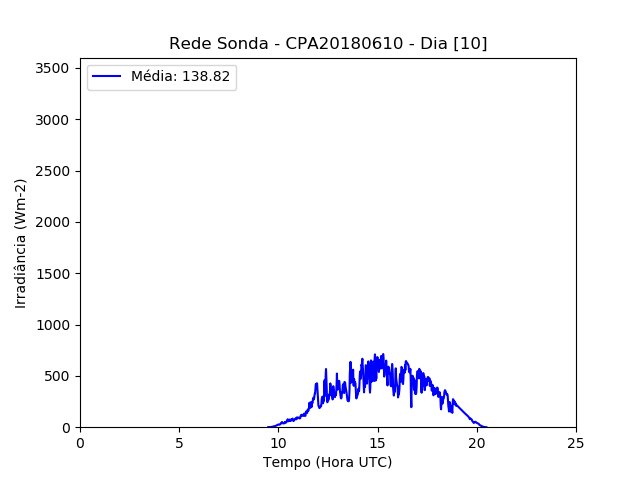 Rede Sonda - CPA20180610 - Dia [10]
Média: 138.82
3500
3000
2500
2000
1500
1000
500
0
Irradiância (Wm-2)
0 5 10 15 20 25
Tempo (Hora UTC)